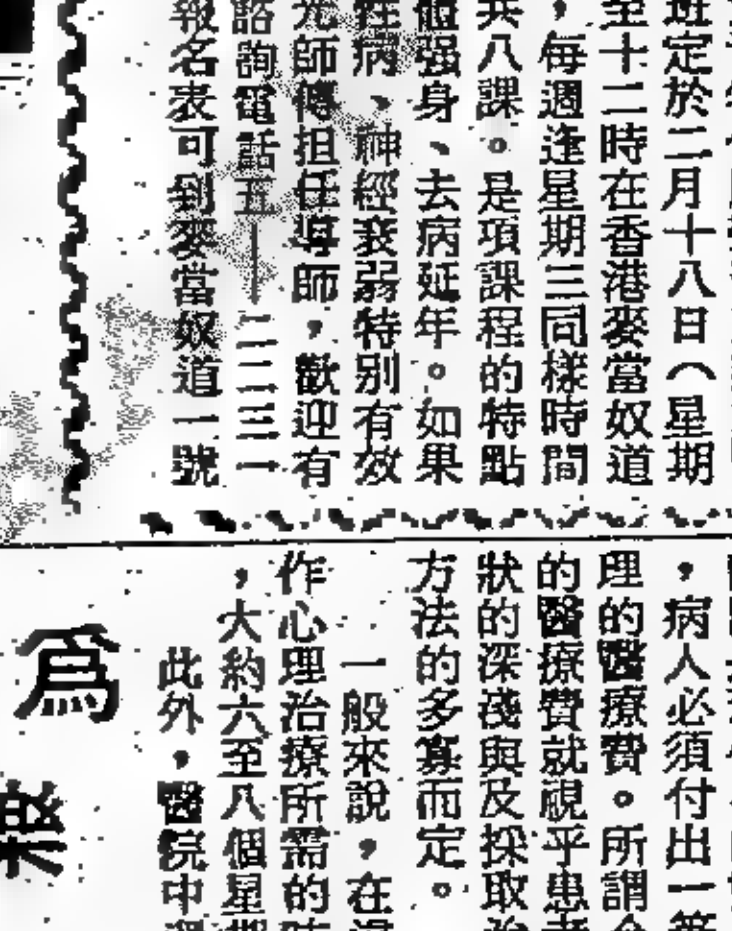 班定於二月十八日（星期
至十二時在香港麥當奴道
，每週逢星期三同樣時間
共八課。是項課程的特點
體强身、去病延年。如果
性病、神經衰弱特别有效
光師傅担任導師，歡迎有
諮詢電話五—二二三一
報名表可到麥當奴道一號
，病人必須付出一筆
理的醫療費。所謂
的醫療費就視乎患者
狀的深淺與及採取治
方法的多寡而定。
一般來說，在
作心理治療所需的時
，大約六至八個星期
此外，醫院中
為